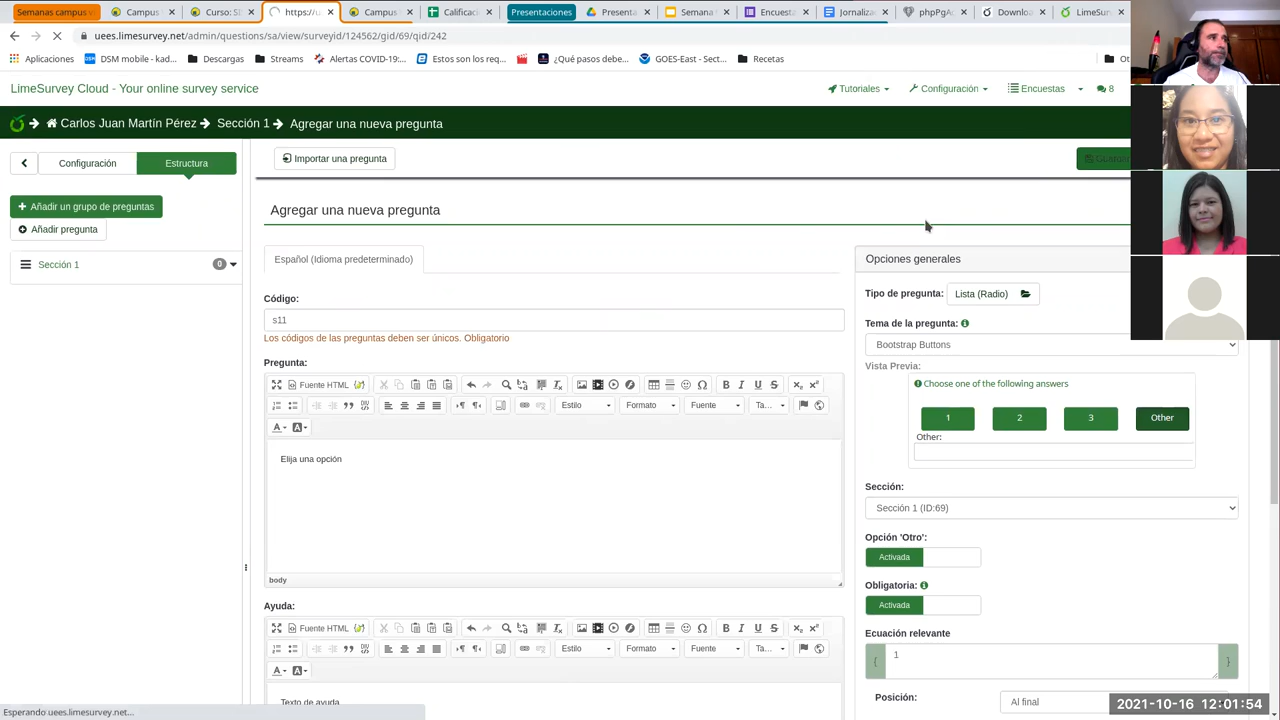 Semanas campus vi
Campus
Curso: SE
https://u
Campus
Calificaci
Presentaciones
Presenta
Semana
Encuesta
Jornaliza
phpPgA
Downloa
LimeSurv
uees.limesurvey.net/admin/questions/sa/view/surveyid/124562/gid/69/qid/242
Aplicaciones
DSM mobile - kad...
Descargas
Streams
Alertas COVID-19:...
Estos son los req...
¿Qué pasos debe...
GOES-East - Sect...
Recetas
Ot
LimeSurvey Cloud - Your online survey service
Tutoriales
Configuración
Encuestas
8
Carlos Juan Martín Pérez
Sección 1
Agregar una nueva pregunta
Configuración
Estructura
Importar una pregunta
Añadir un grupo de preguntas
Añadir pregunta
Sección 1
0
Agregar una nueva pregunta
Español (Idioma predeterminado)
Código:
s11
Los códigos de las preguntas deben ser únicos. Obligatorio
Pregunta:
Fuente HTML
Estilo
Formato
Fuente
Ta...
Elija una opción
body
Ayuda:
Fuente HTML
Estilo
Formato
Fuente
Ta...
Texto de ayuda
Opciones generales
Tipo de pregunta:
Lista (Radio)
Tema de la pregunta:
Bootstrap Buttons
Vista Previa:
Choose one of the following answers
1
2
3
Other
Other:
Sección:
Sección 1 (ID:69)
Opción 'Otro':
Activada
Obligatoria:
Activada
Ecuación relevante
{
1
}
Posición:
Al final
Esperando uees.limesurvey.net...
2021-10-16 12:01:54